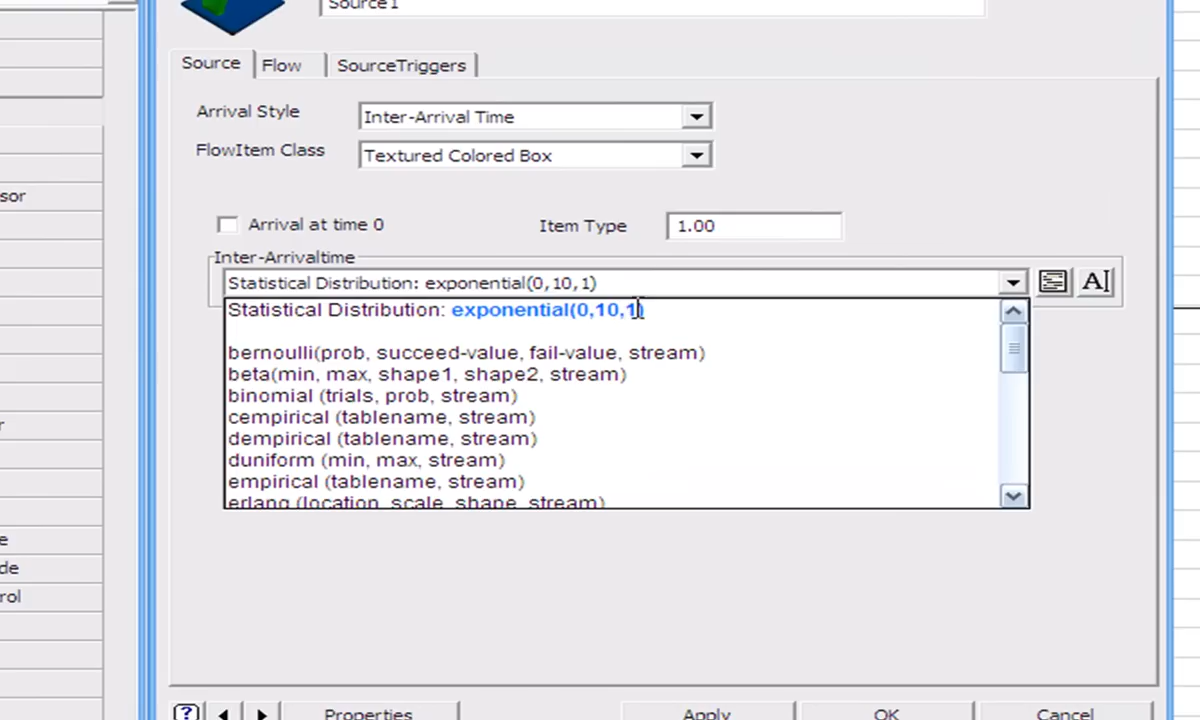 Source1
Source
Flow
SourceTriggers
Arrival Style
Inter-Arrival Time
FlowItem Class
Textured Colored Box
sor
Arrival at time 0
Item Type
1.00
Inter-Arrivaltime
Statistical Distribution: exponential(0, 10, 1)
AI
Statistical Distribution: exponential(0,10,1)
bernoulli(prob, succeed-value, fail-value, stream)
beta(min, max, shape1, shape2, stream)
binomial (trials, prob, stream)
cempirical (tablename, stream)
r
dempirical (tablename, stream)
duniform (min, max, stream)
empirical (tablename, stream)
erlang (location, scale, shape, stream)
e
de
rol
?
Properties
Apply
OK
Cancel